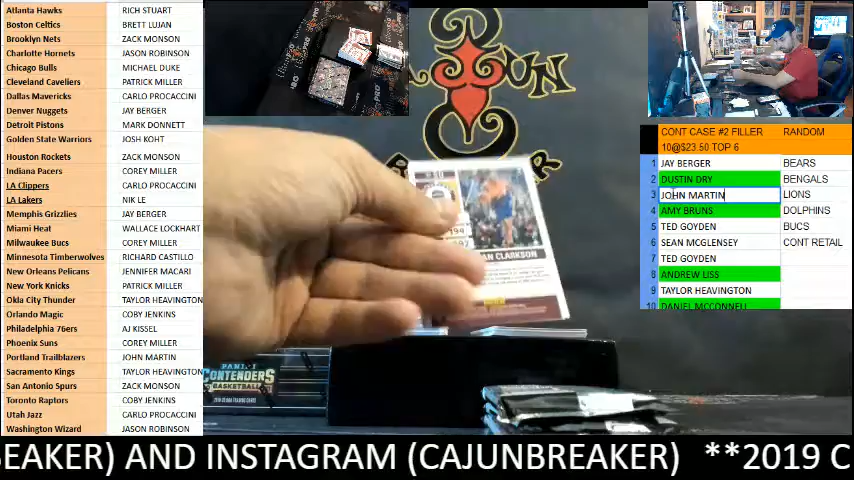 Atlanta Hawks RICH STUART
Boston Celtics BRETT LUJAN
Brooklyn Nets ZACK MONSON
Charlotte Hornets JASON ROBINSON
Chicago Bulls MICHAEL DUKE
Cleveland Cavaliers PATRICK MILLER
Dallas Mavericks CARLO PROCACCINI
Denver Nuggets JAY BERGER
Detroit Pistons MARK DONNETT
Golden State Warriors JOSH KOHT
Houston Rockets ZACK MONSON
Indiana Pacers COREY MILLER
LA Clippers CARLO PROCACCINI
LA Lakers NIK LE
Memphis Grizzlies JAY BERGER
Miami Heat WALLACE LOCKHART
Milwaukee Bucs COREY MILLER
Minnesota Timberwolves RICHARD CASTILLO
New Orleans Pelicans JENNIFER MACARI
New York Knicks PATRICK MILLER
Okla City Thunder TAYLOR HEAVINGTON
Orlando Magic COBY JENKINS
Philadelphia 76ers AJ KISSEL
Phoenix Suns COREY MILLER
Portland Trailblazers JOHN MARTIN
Sacramento Kings TAYLOR HEAVINGTON
San Antonio Spurs ZACK MONSON
Toronto Raptors COBY JENKINS
Utah Jazz CARLO PROCACCINI
Washington Wizard JASON ROBINSON
CONT CASE #2 FILLER RANDOM
10@$23.50 TOP 6
1 JAY BERGER BEARS
2 DUSTIN DRY BENGALS
3 JOHN MARTIN LIONS
4 AMY BRUNS DOLPHINS
5 TED GOYDEN BUCS
6 SEAN MCGLENSEY CONT RETAIL
7 TED GOYDEN
8 ANDREW LISS
9 TAYLOR HEAVINGTON
10 DANIEL MCCONNELL
CLARKSON
PANINI
CONTENDERS
BASKETBALL
EAKER) AND INSTAGRAM (CAJUNBREAKER) **2019 C